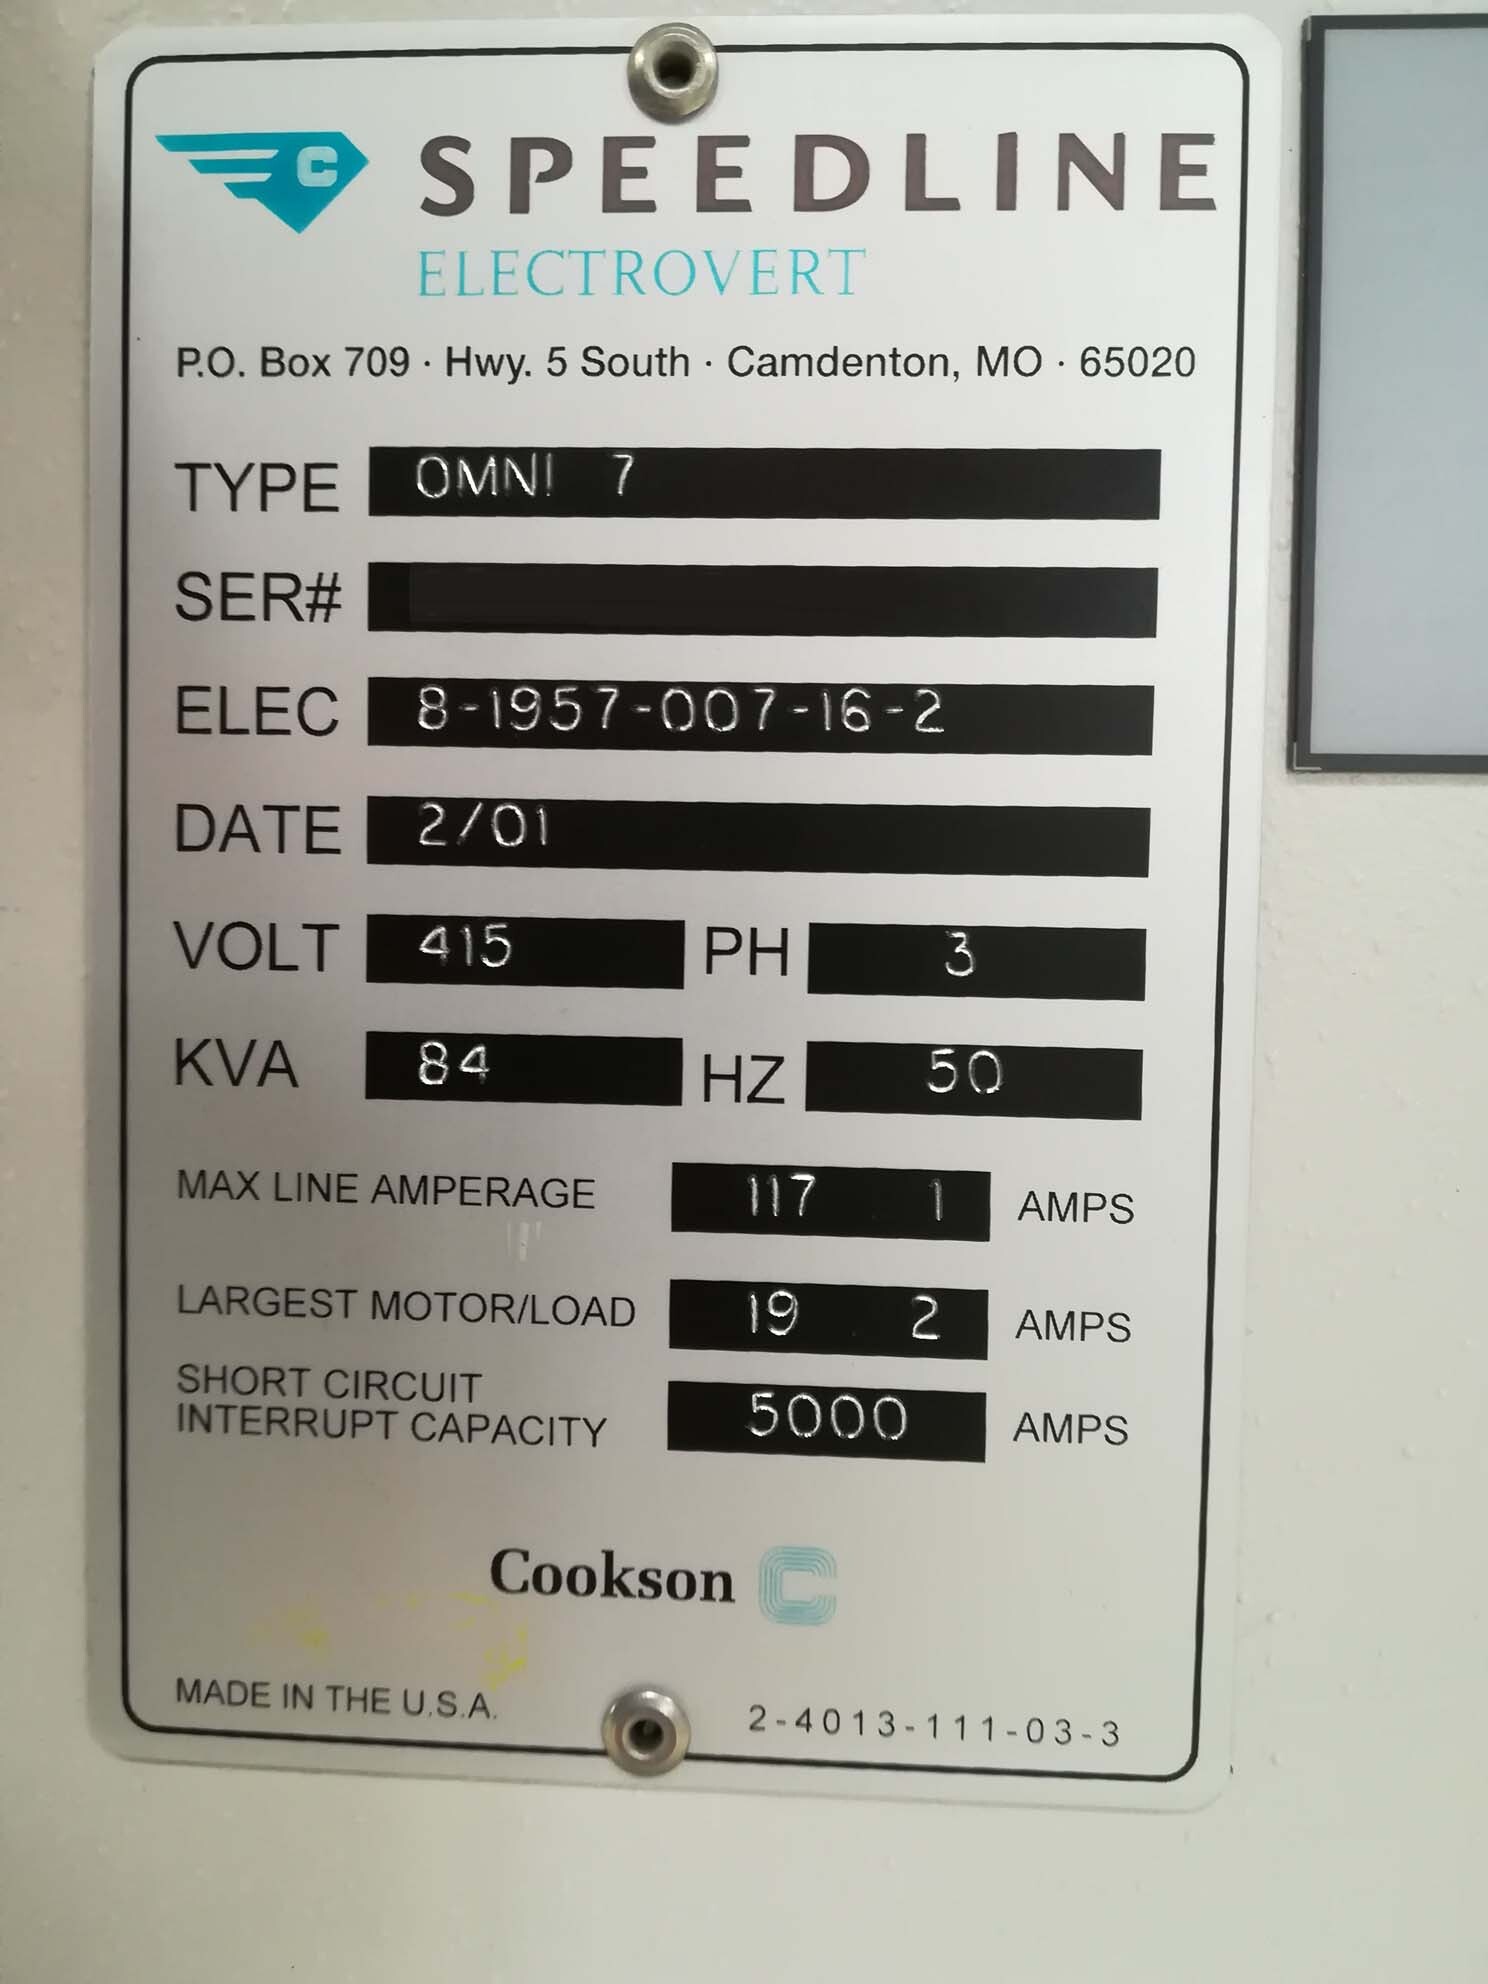 C SPEEDLINE
ELECTROVERT
P.O. Box 709 · Hwy. 5 South · Camdenton, MO · 65020
TYPE OMNI 7
SER#
ELEC 8-1957-007-16-2
DATE 2/01
VOLT 415 PH 3
KVA 84 HZ 50
MAX LINE AMPERAGE 117 1 AMPS
LARGEST MOTOR/LOAD 19 2 AMPS
SHORT CIRCUIT
INTERRUPT CAPACITY 5000 AMPS
Cookson C
MADE IN THE U.S.A. 2-4013-111-03-3